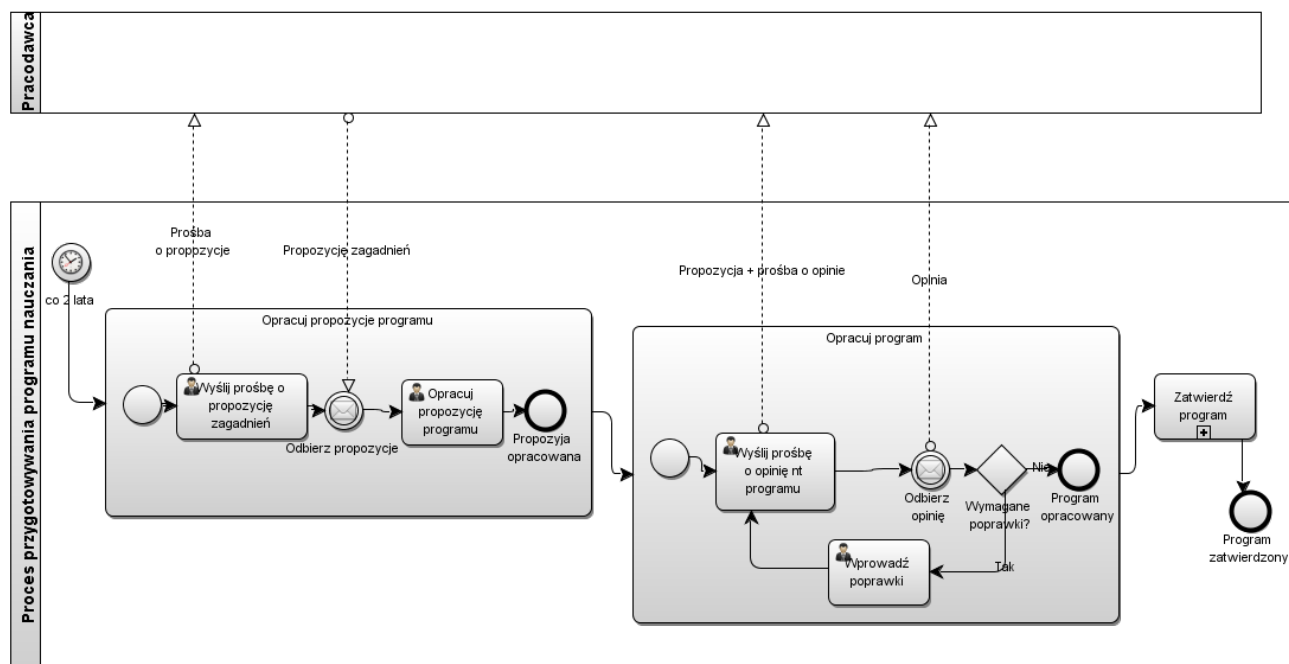 Pracodawca
Proces przygotowywania programu nauczania
co 2 lata
Prośba
o propozycje
Propozycję zagadnień
Propozycja + prośba o opinie
Opinia
Opracuj propozycje programu
Wyślij prośbę o
propozycję
zagadnień
Odbierz propozycje
Opracuj
propozycję
programu
Propozyja
opracowana
Opracuj program
Wyślij prośbę
o opinię nt
programu
Odbierz
opinię
Wymagane
poprawki?
Nie
Tak
Program
opracowany
Wprowadź
poprawki
Zatwierdź
program
Program
zatwierdzony